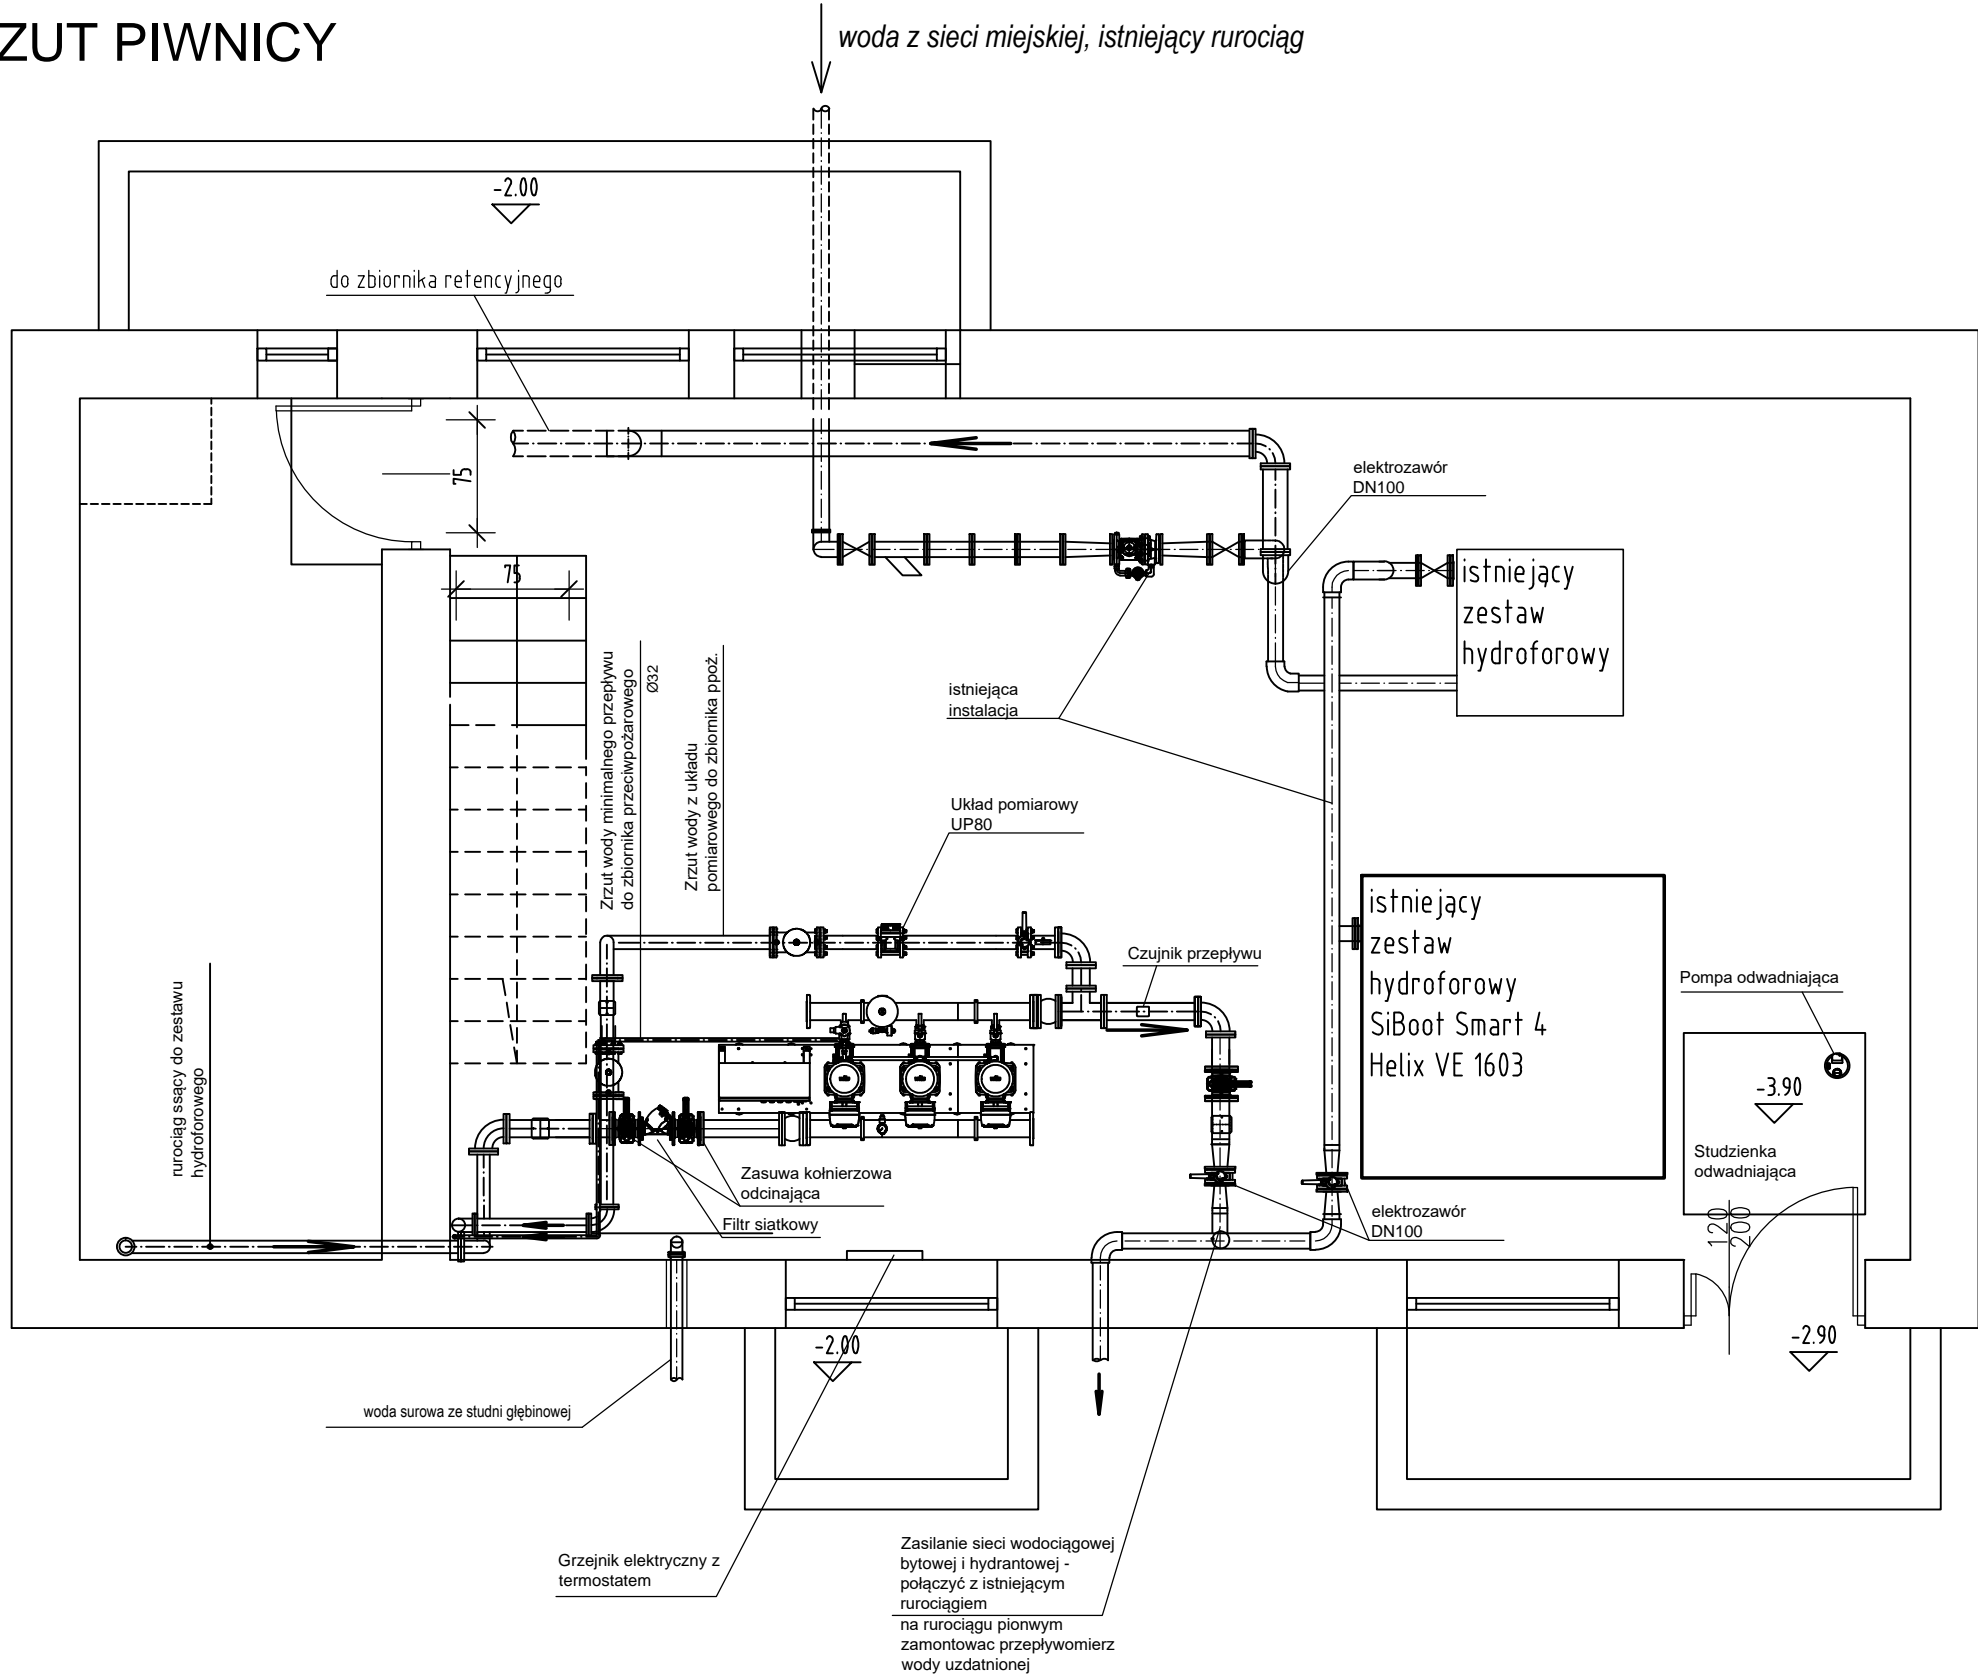 ZUT PIWNICY
woda z sieci miejskiej, istniejący rurociąg
-2.00
do zbiornika retencyjnego
75
75
elektrozawór
DN100
istniejący
zestaw
hydroforowy
istniejąca
instalacja
Zrzut wody minimalnego przepływu
do zbiornika przeciwpożarowego
Ø32
Zrzut wody z układu
pomiarowego do zbiornika ppoż.
Układ pomiarowy
UP80
Czujnik przepływu
istniejący
zestaw
hydroforowy
SiBoot Smart 4
Helix VE 1603
Pompa odwadniająca
-3.90
Studzienka
odwadniająca
rurociąg ssący do zestawu
hydroforowego
Zasuwa kołnierzowa
odcinająca
Filtr siatkowy
elektrozawór
DN100
120
200
-2.00
-2.90
woda surowa ze studni głębinowej
Grzejnik elektryczny z
termostatem
Zasilanie sieci wodociągowej
bytowej i hydrantowej -
połączyć z istniejącym
rurociągiem
na rurociągu pionwym
zamontowac przepływomierz
wody uzdatnionej